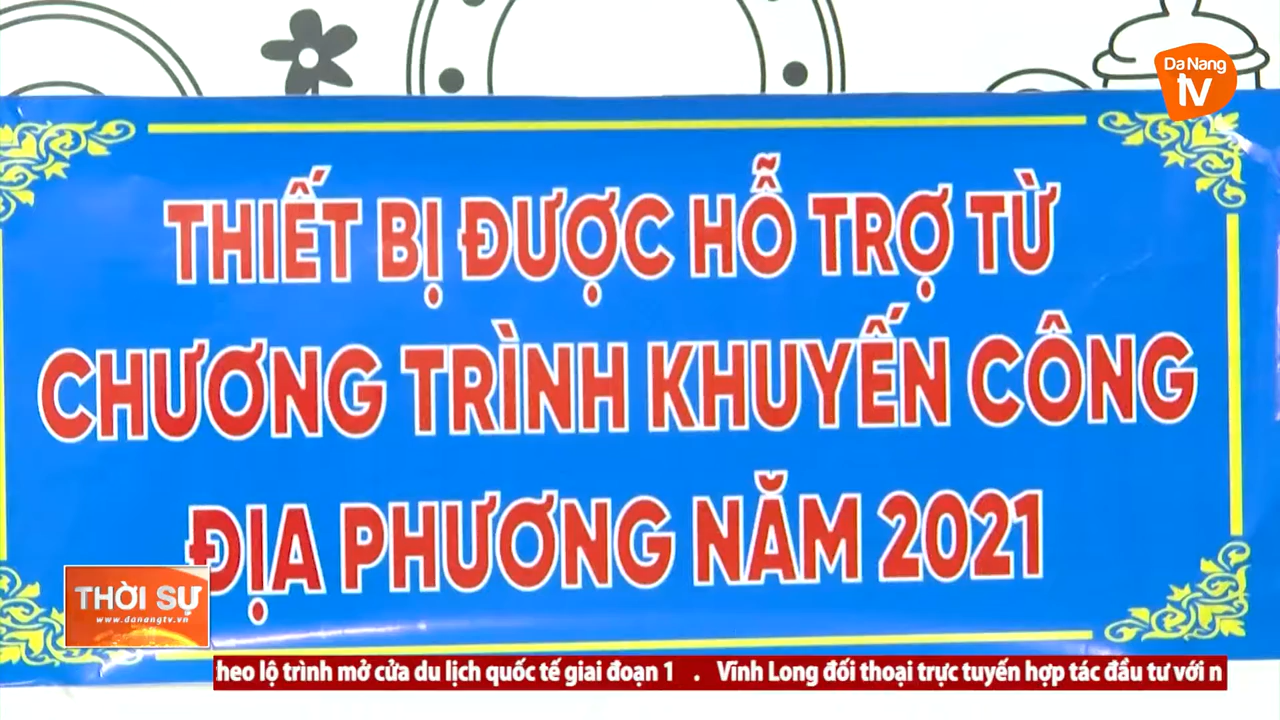 Da Nang
tv
THIẾT BỊ ĐƯỢC HỖ TRỢ TỪ
CHƯƠNG TRÌNH KHUYẾN CÔNG
ĐỊA PHƯƠNG NĂM 2021
THỜI SỰ
www.danangtv.vn
heo lộ trình mở cửa du lịch quốc tế giai đoạn 1 . Vĩnh Long đối thoại trực tuyến hợp tác đầu tư với n